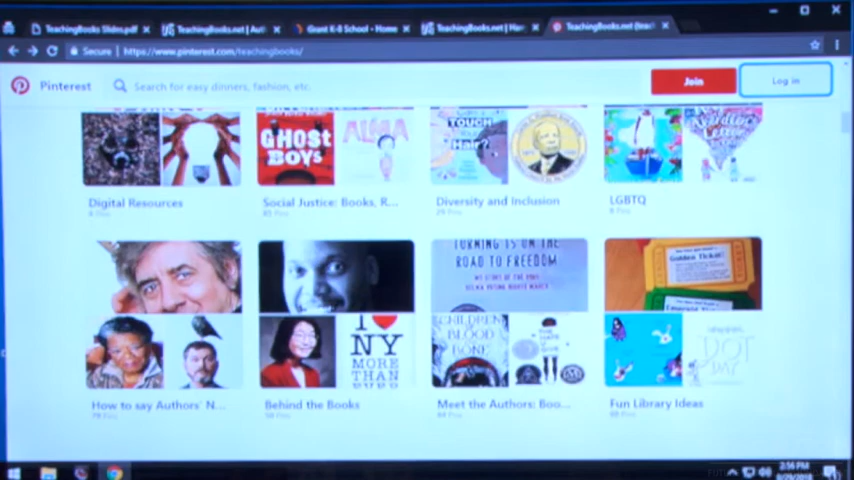 TeachingBooks Slides.pdf
TeachingBooks.net | Aut
Grant K-8 School - Home
TeachingBooks.net | Han
TeachingBooks.net (teac
Secure
https://www.pinterest.com/teachingbooks/
Pinterest
Search for easy dinners, fashion, etc.
Join
Log in
GHOST BOYS
ALMA
TOUCH
Hair?
Digital Resources
Social Justice: Books, R...
Diversity and Inclusion
LGBTQ
TURNING 15 ON THE
ROAD TO FREEDOM
Golden Ticket!
I ♥
NY
MORE
THAN
EVER
CHILDREN
BLOOD
BONE
DOT
How to say Authors' N...
Behind the Books
Meet the Authors: Boo...
Fun Library Ideas
2:56 PM